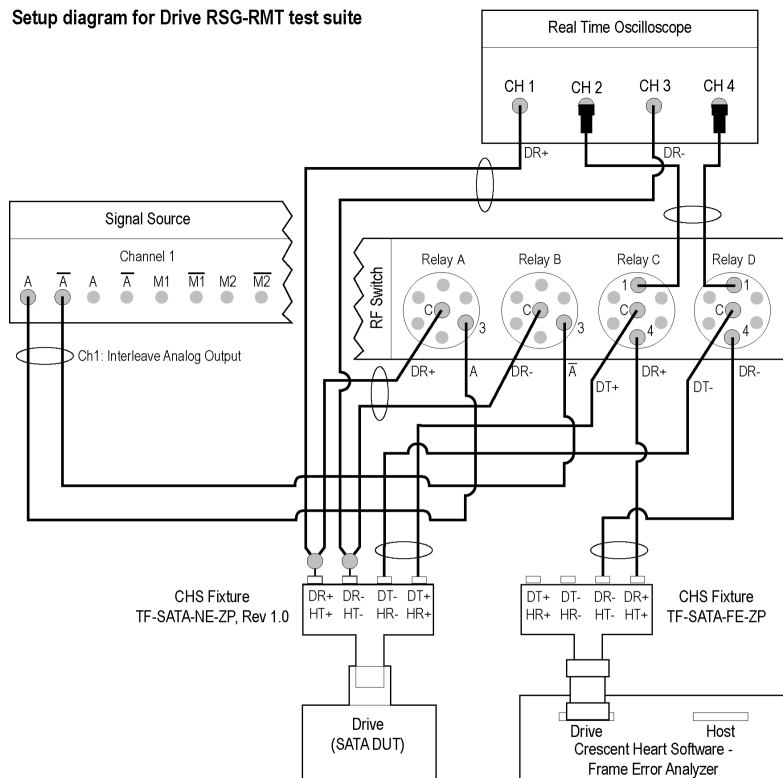 Setup diagram for Drive RSG-RMT test suite
Real Time Oscilloscope
CH 1 CH 2 CH 3 CH 4
DR+ DR-
Signal Source
Channel 1
A A̅ A A̅ M1 M̅1̅ M2 M̅2̅
Ch1: Interleave Analog Output
RF Switch
Relay A Relay B Relay C Relay D
1 1
C C C C
3 3 4 4
DR+ A DR- A̅ DT+ DR+ DT- DR-
CHS Fixture
TF-SATA-NE-ZP, Rev 1.0
DR+ DR- DT- DT+
HT+ HT- HR- HR+
DT+ DT- DR- DR+
HR+ HR- HT- HT+
CHS Fixture
TF-SATA-FE-ZP
Drive
(SATA DUT)
Drive Host
Crescent Heart Software -
Frame Error Analyzer